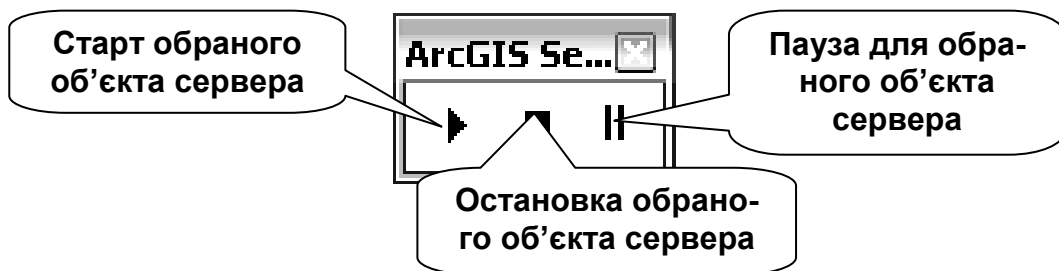 Старт обраного
об’єкта сервера
ArcGIS Se...
Пауза для обра-
ного об’єкта
сервера
Остановка обрано-
го об’єкта сервера